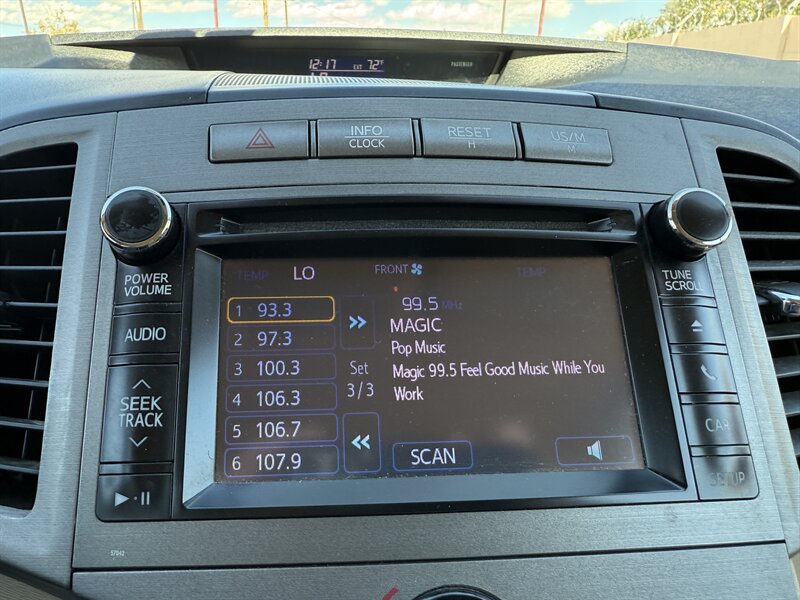 12:17 EXT 72°F PASSENGER
LO
INFO
CLOCK
RESET
H
US/M
M
POWER
VOLUME
AUDIO
SEEK
TRACK
TUNE
SCROLL
CAR
SETUP
TEMP LO FRONT TEMP
1 93.3
2 97.3
3 100.3
4 106.3
5 106.7
6 107.9
Set
3/3
99.5 MHz
MAGIC
Pop Music
Magic 99.5 Feel Good Music While You
Work
SCAN
57042